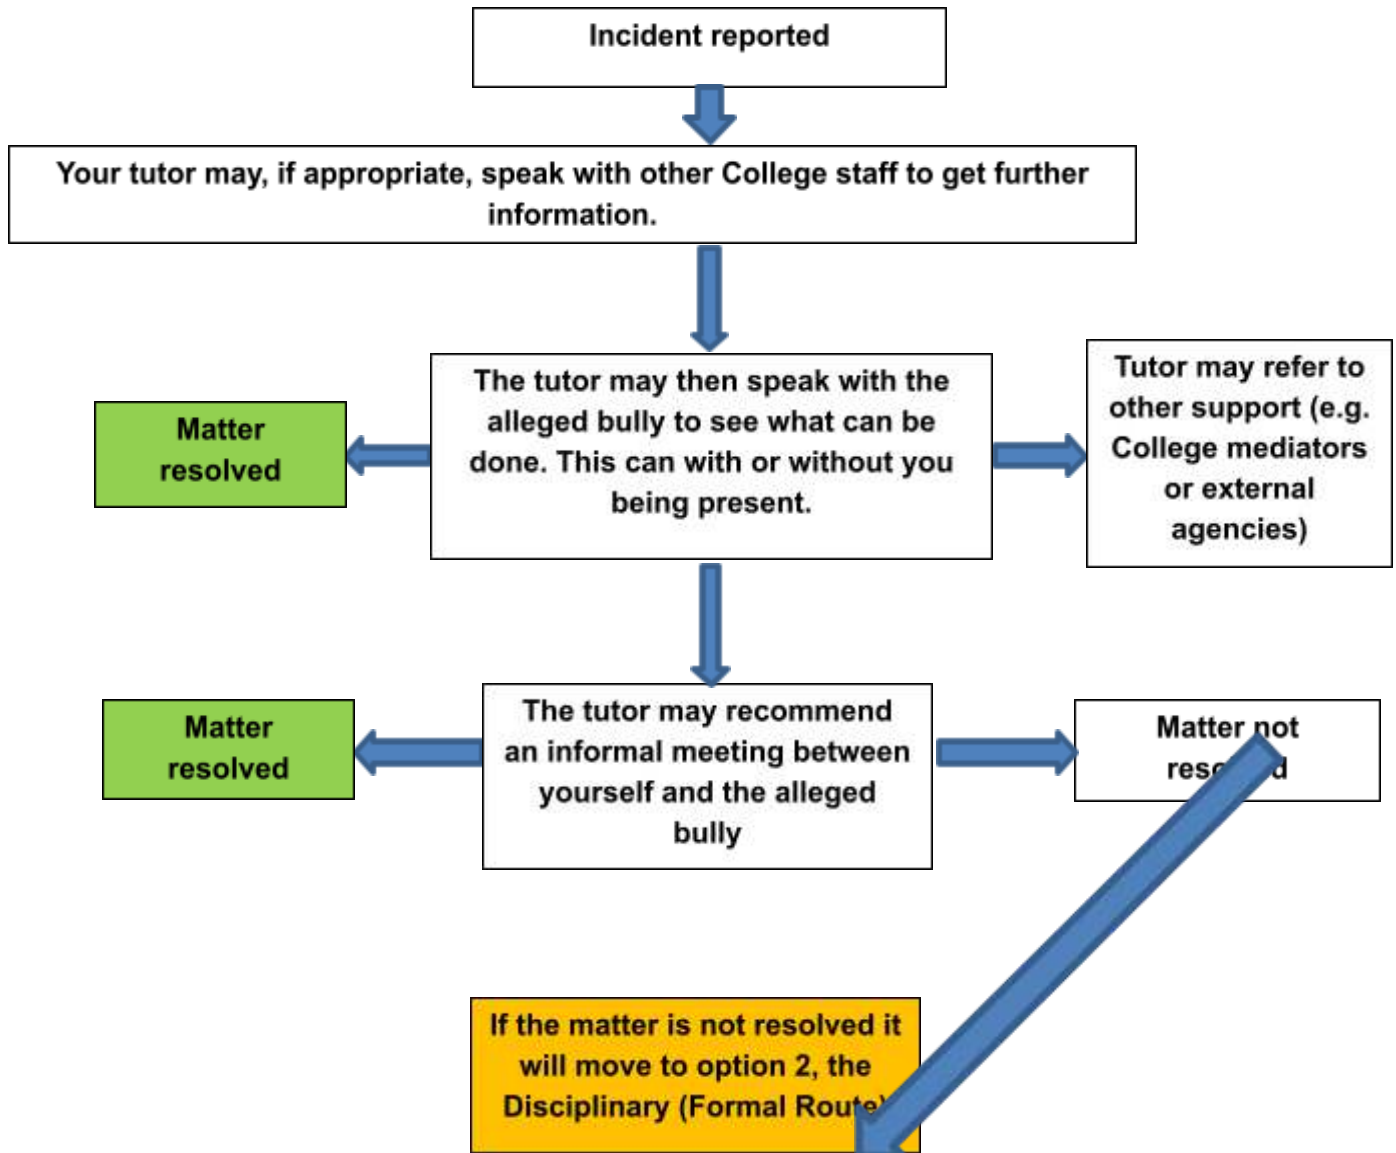 Incident reported
Your tutor may, if appropriate, speak with other College staff to get further
information.
The tutor may then speak with the
alleged bully to see what can be
done. This can with or without you
being present.
Matter
resolved
Tutor may refer to
other support (e.g.
College mediators
or external
agencies)
The tutor may recommend
an informal meeting between
yourself and the alleged
bully
Matter
resolved
Matter not
resolved
If the matter is not resolved it
will move to option 2, the
Disciplinary (Formal Route)